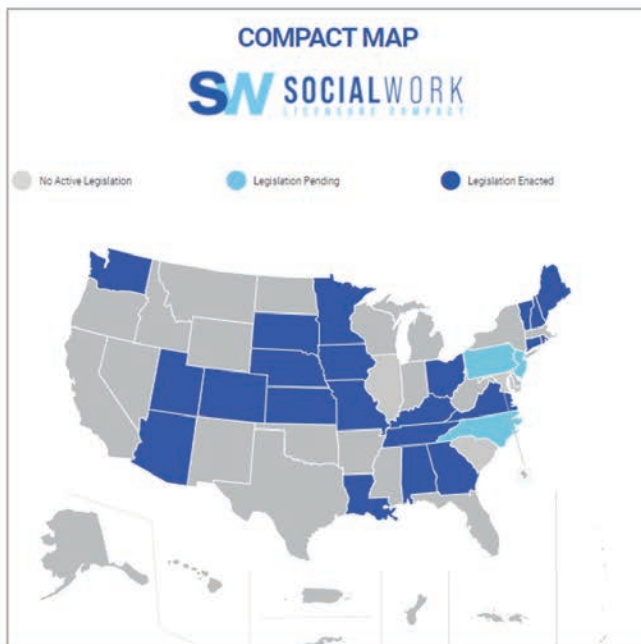 COMPACT MAP
SW SOCIALWORK
LICENSURE COMPACT
No Active Legislation
Legislation Pending
Legislation Enacted